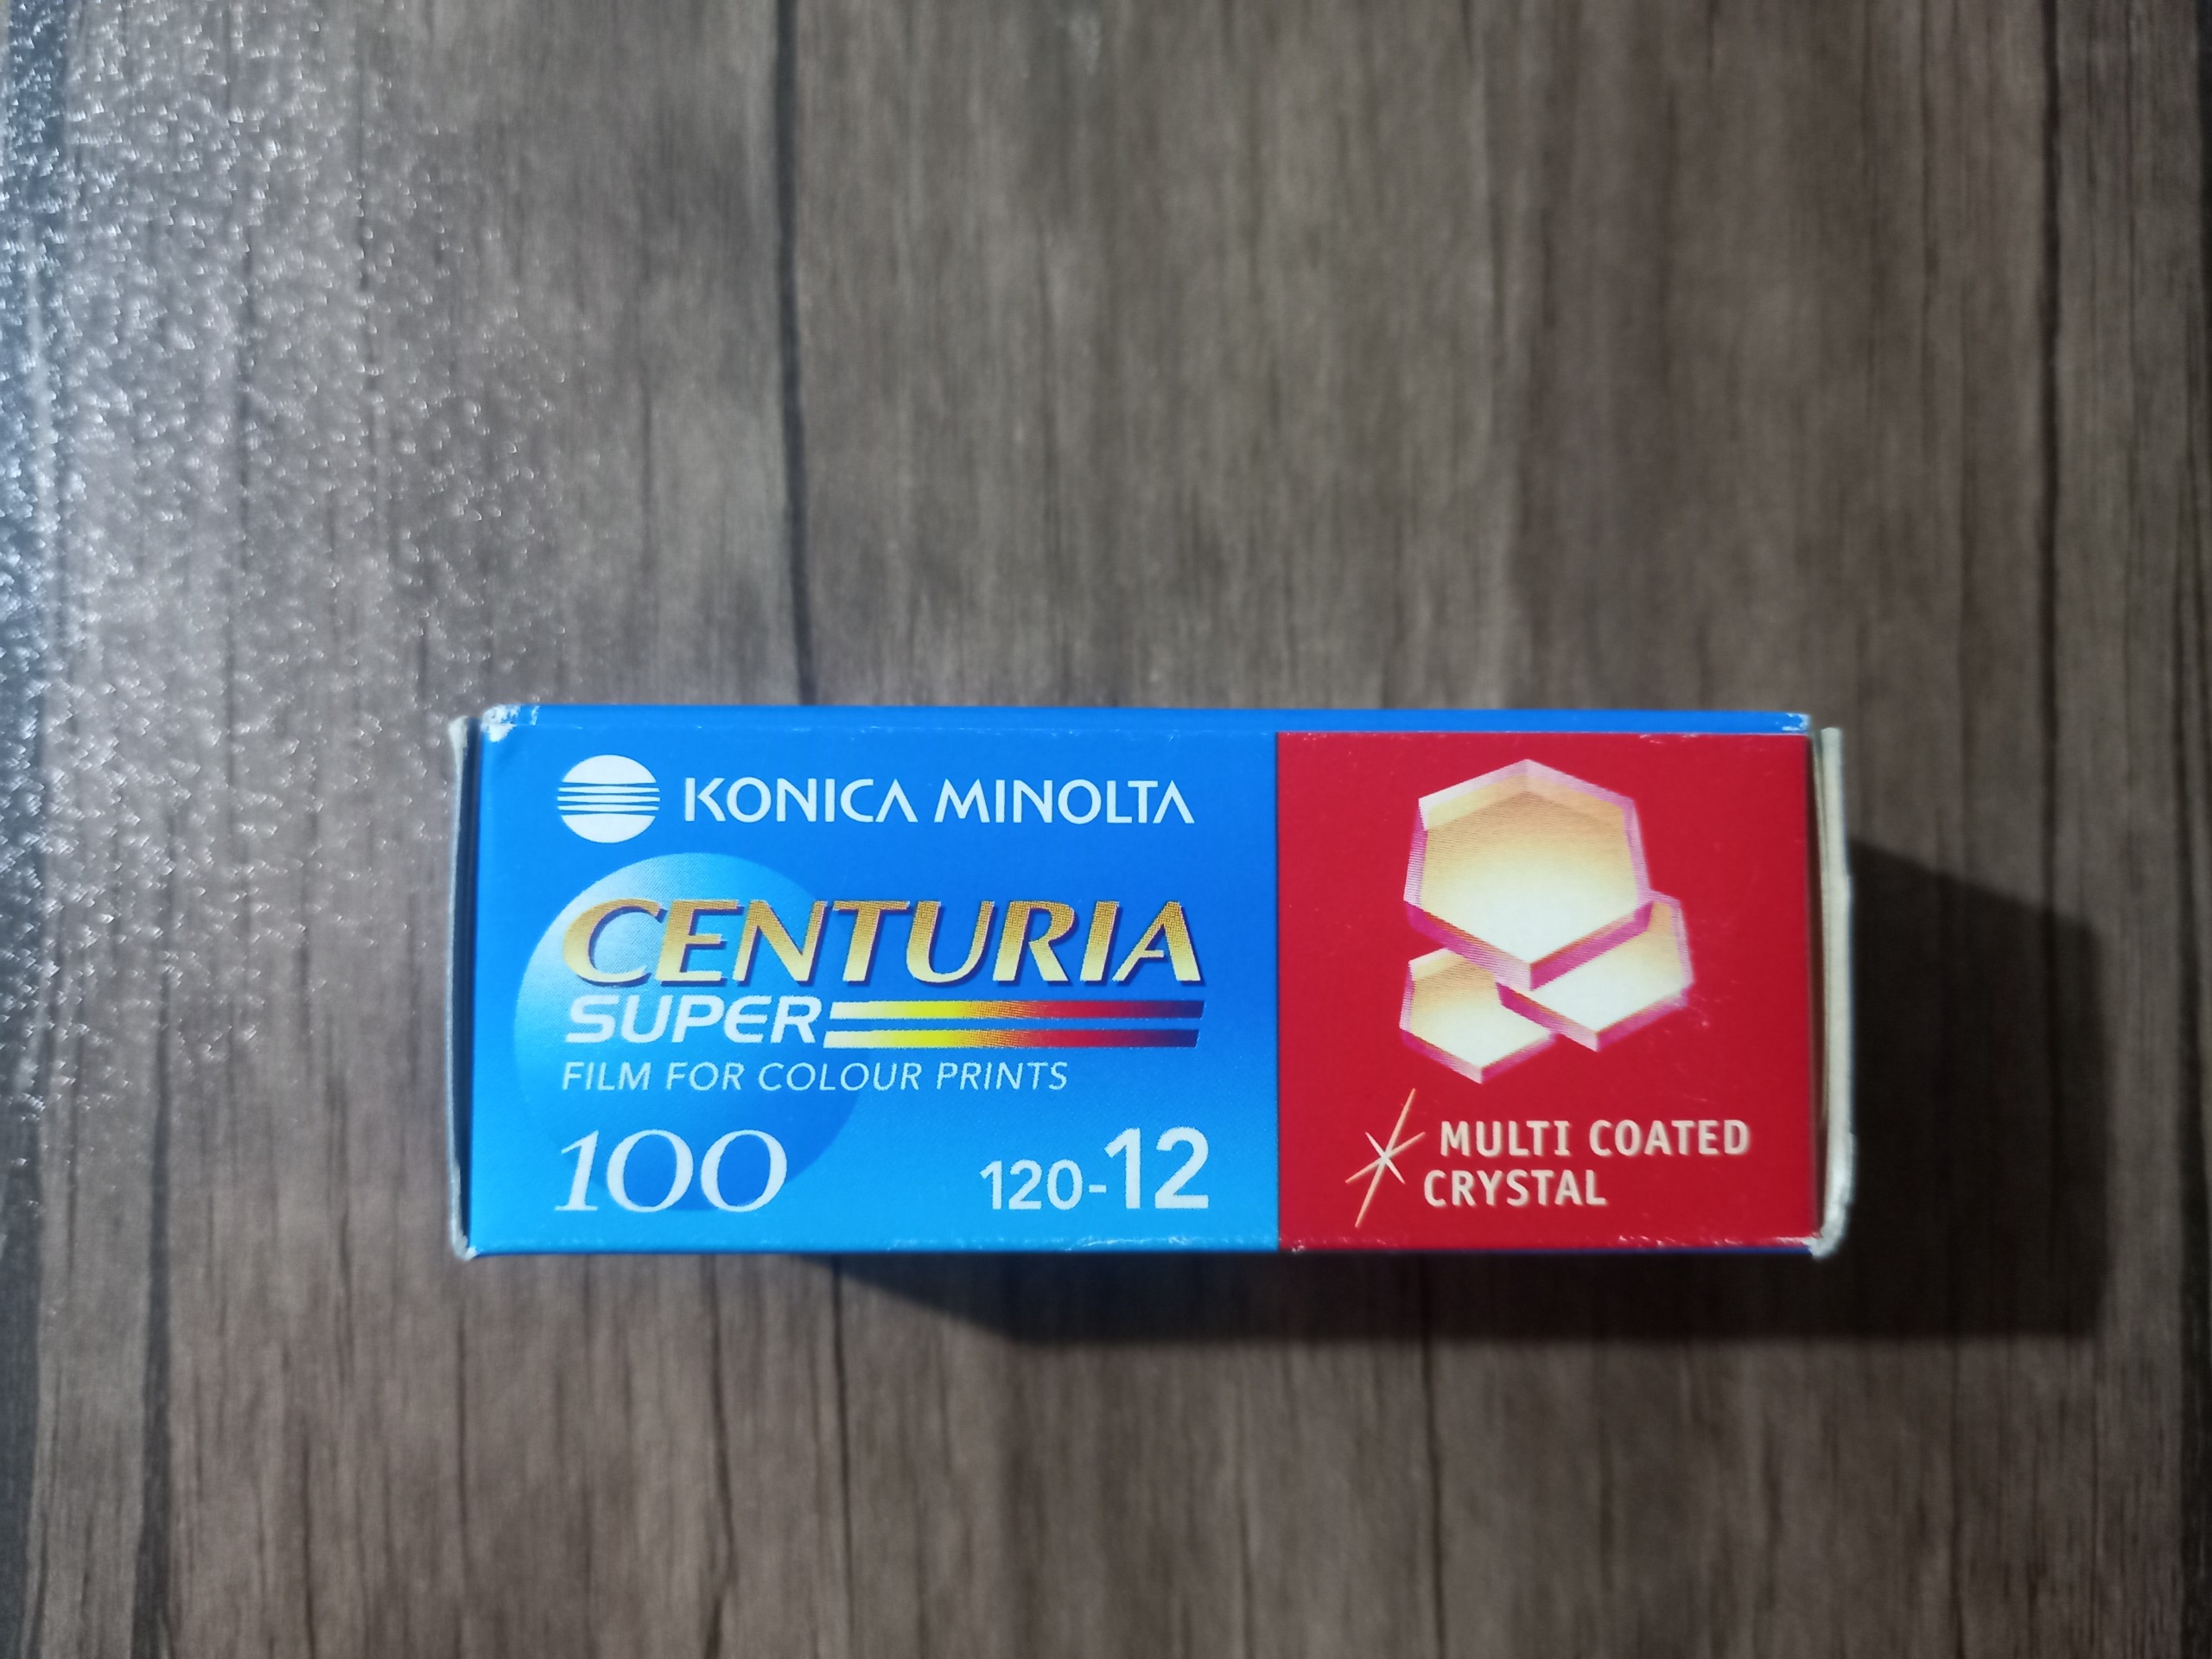 KONICA MINOLTA
CENTURIA
SUPER
FILM FOR COLOUR PRINTS
100
120-12
MULTI COATED
CRYSTAL